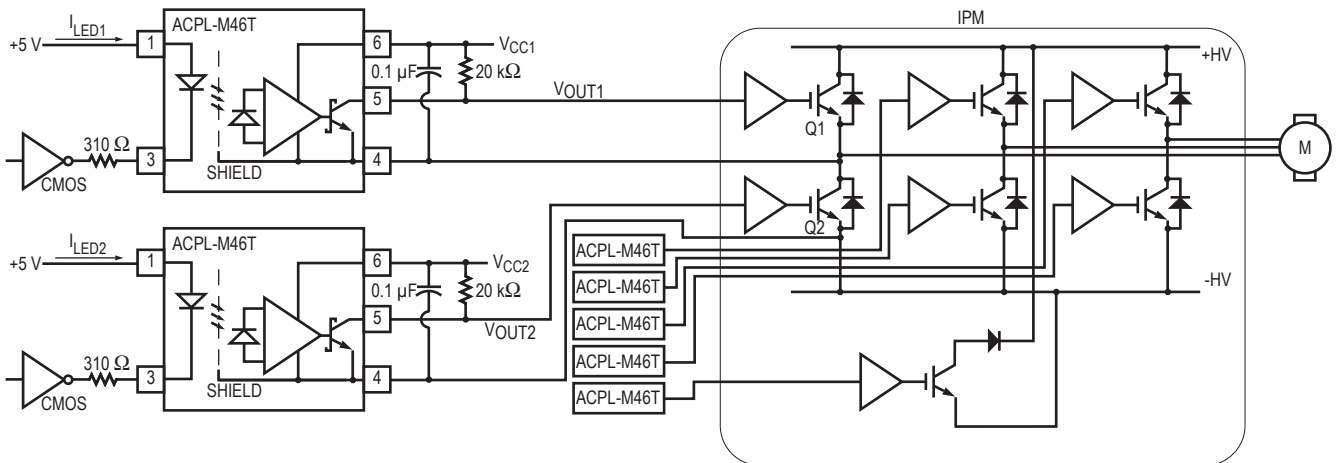 ACPL-M46T
IPM
I LED1
+5 V
1
6
VCC1
0.1 µF
20 kΩ
+HV
5
VOUT1
Q1
M
310 Ω
3
4
CMOS
SHIELD
ACPL-M46T
I LED2
+5 V
1
6
VCC2
0.1 µF
20 kΩ
5
VOUT2
310 Ω
3
4
CMOS
SHIELD
Q2
ACPL-M46T
ACPL-M46T
ACPL-M46T
ACPL-M46T
ACPL-M46T
-HV